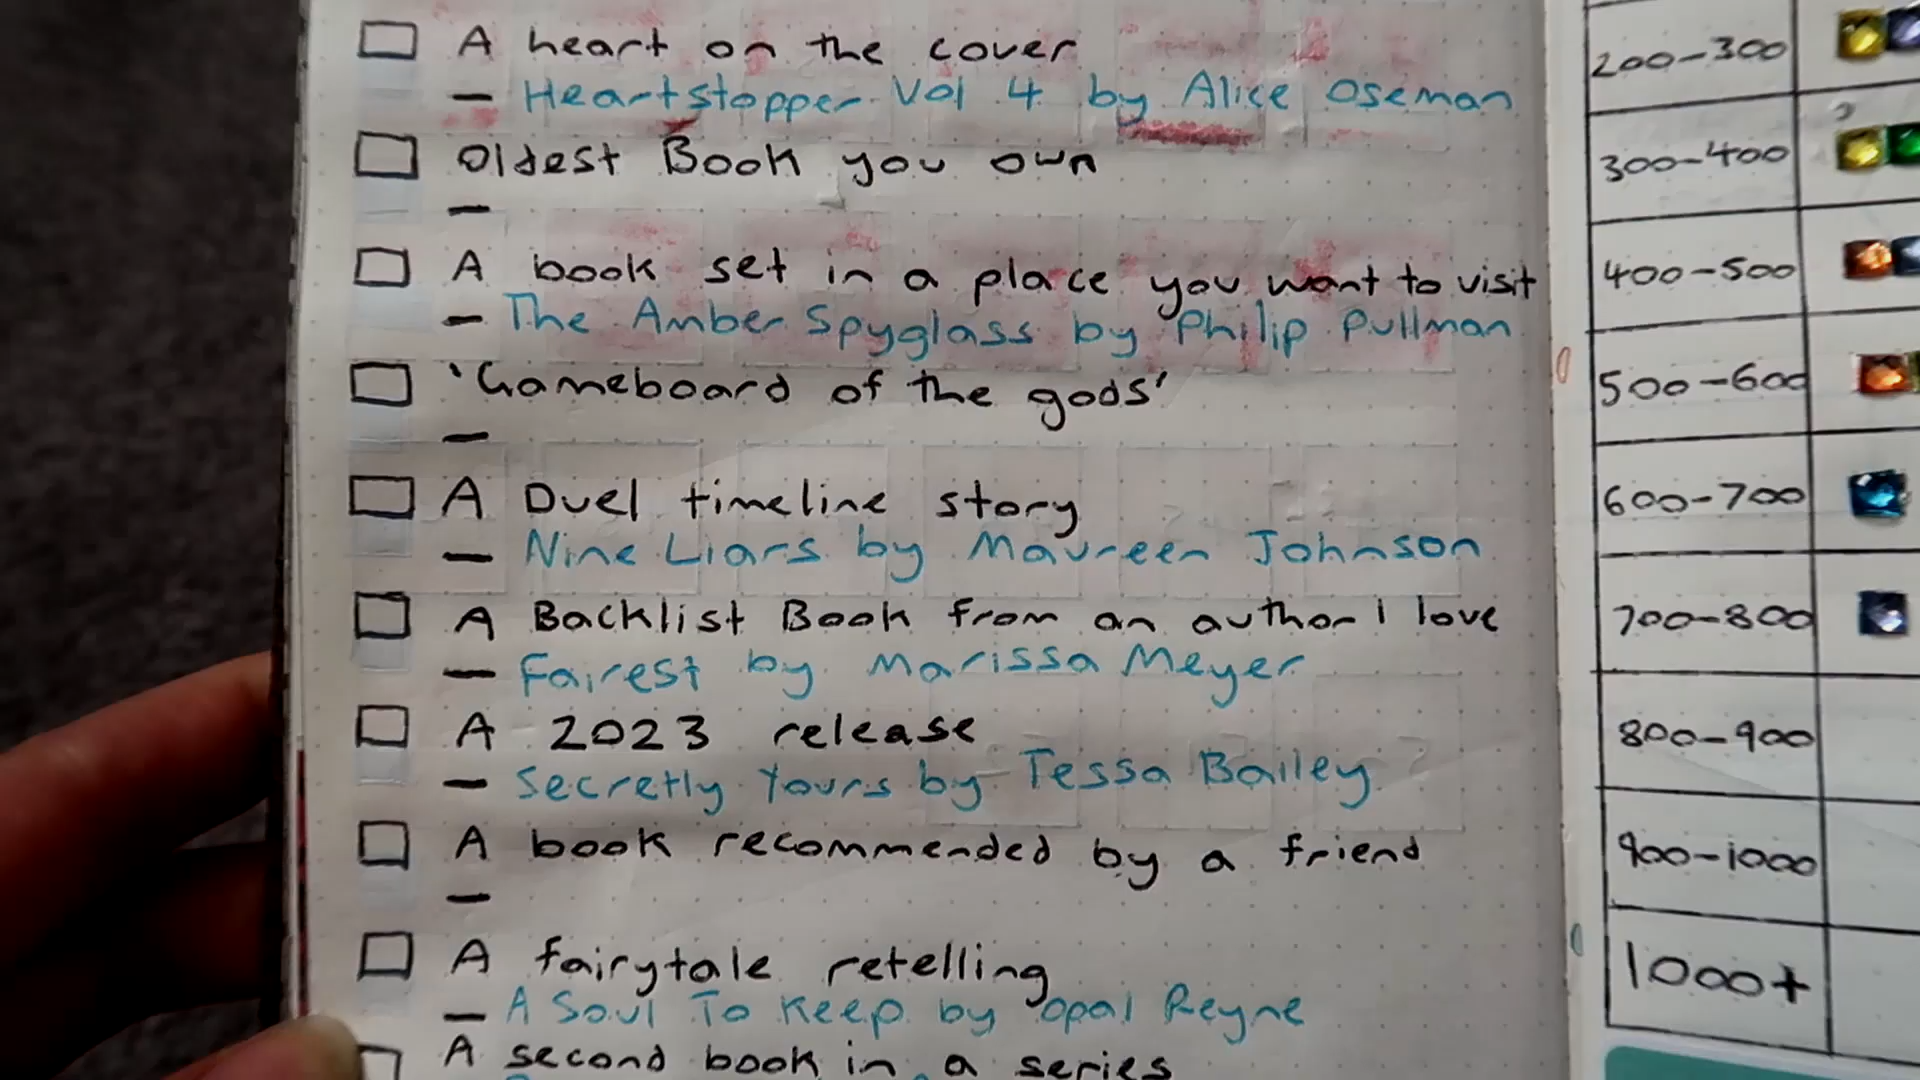 A heart on the cover
- Heartstopper Vol 4 by Alice Oseman
Oldest Book you own
-
A book set in a place you want to visit
- The Amber Spyglass by Philip Pullman
'Gameboard of the gods'
-
A Duel timeline story
- Nine Liars by Maureen Johnson
A Backlist Book from an author I love
- Fairest by Marissa Meyer
A 2023 release
- Secretly Yours by Tessa Bailey
A book recommended by a friend
-
A fairytale retelling
- A Soul To Keep by Opal Reyne
A second book in a series
200-300
300-400
400-500
500-600
600-700
700-800
800-900
900-1000
1000+